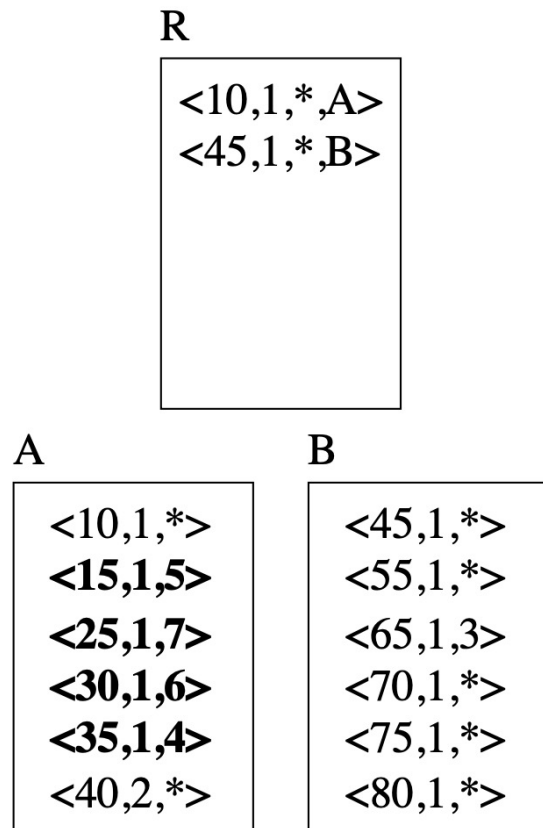 R
<10,1,*,A>
<45,1,*,B>
A
<10,1,*>
<15,1,5>
<25,1,7>
<30,1,6>
<35,1,4>
<40,2,*>
B
<45,1,*>
<55,1,*>
<65,1,3>
<70,1,*>
<75,1,*>
<80,1,*>